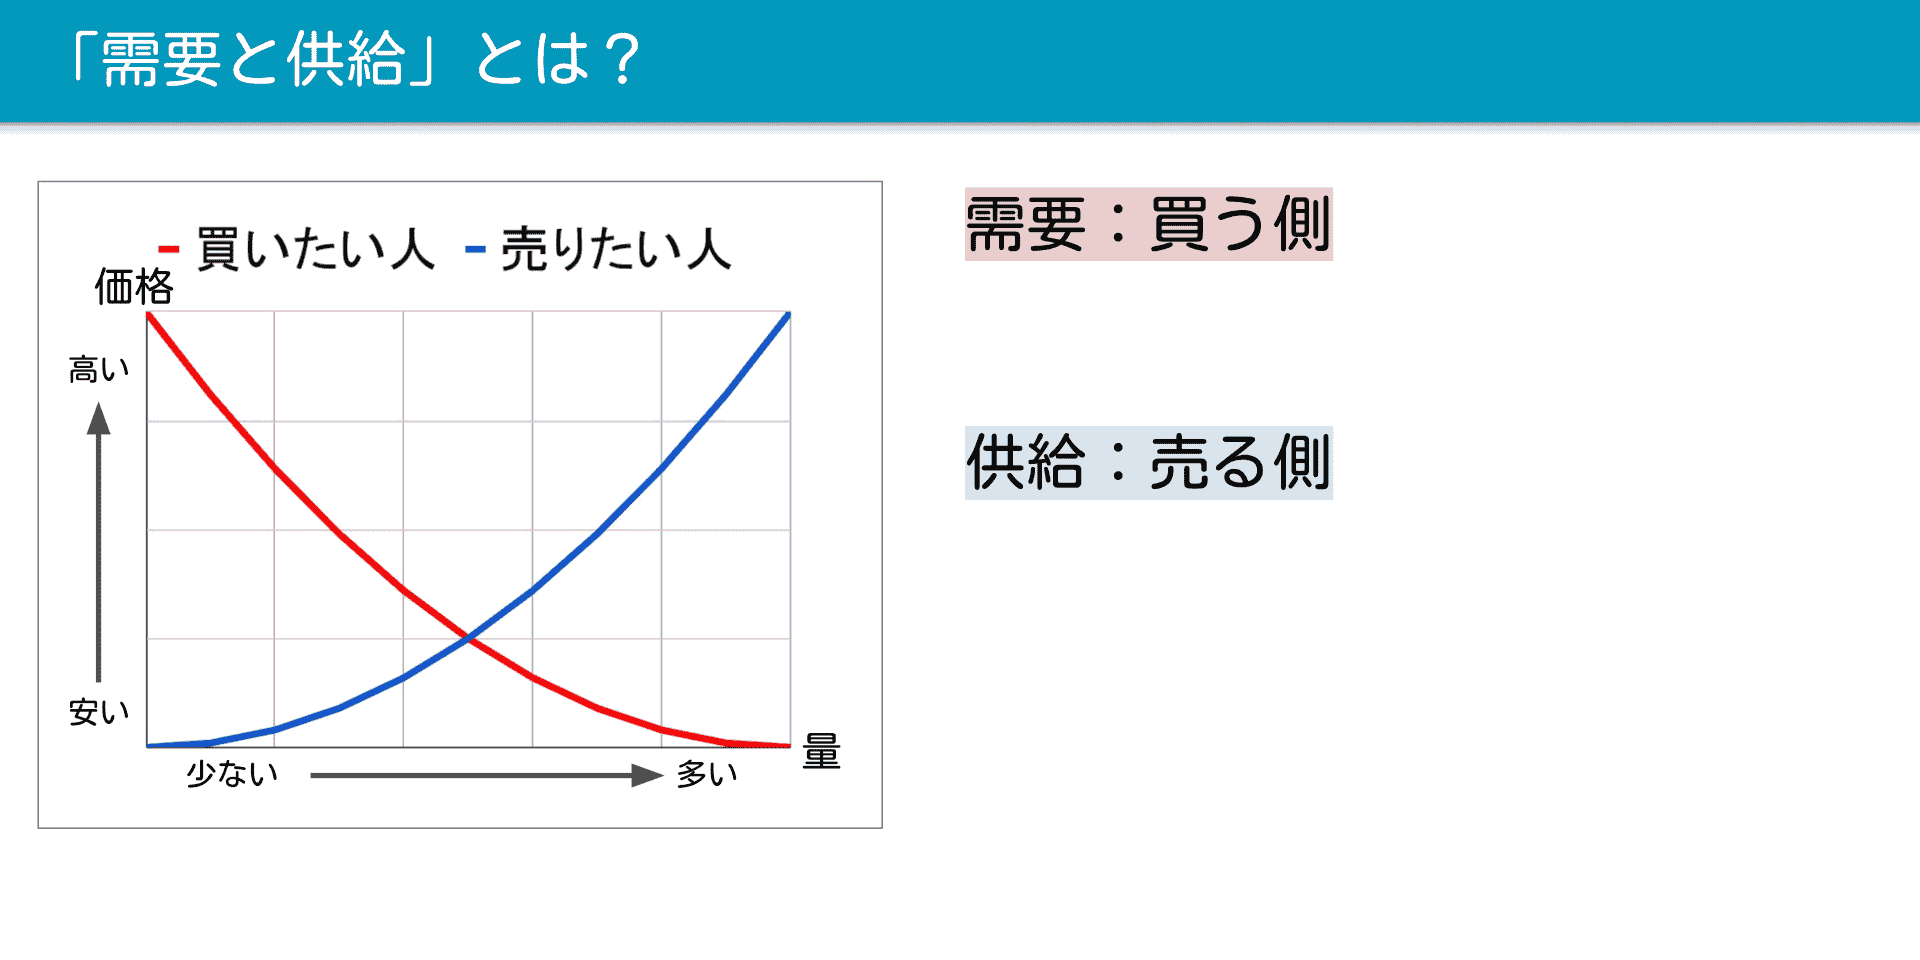 「需要と供給」とは？
買いたい人 売りたい人
価格
高い
安い
少ない
多い
量
需要：買う側
供給：売る側